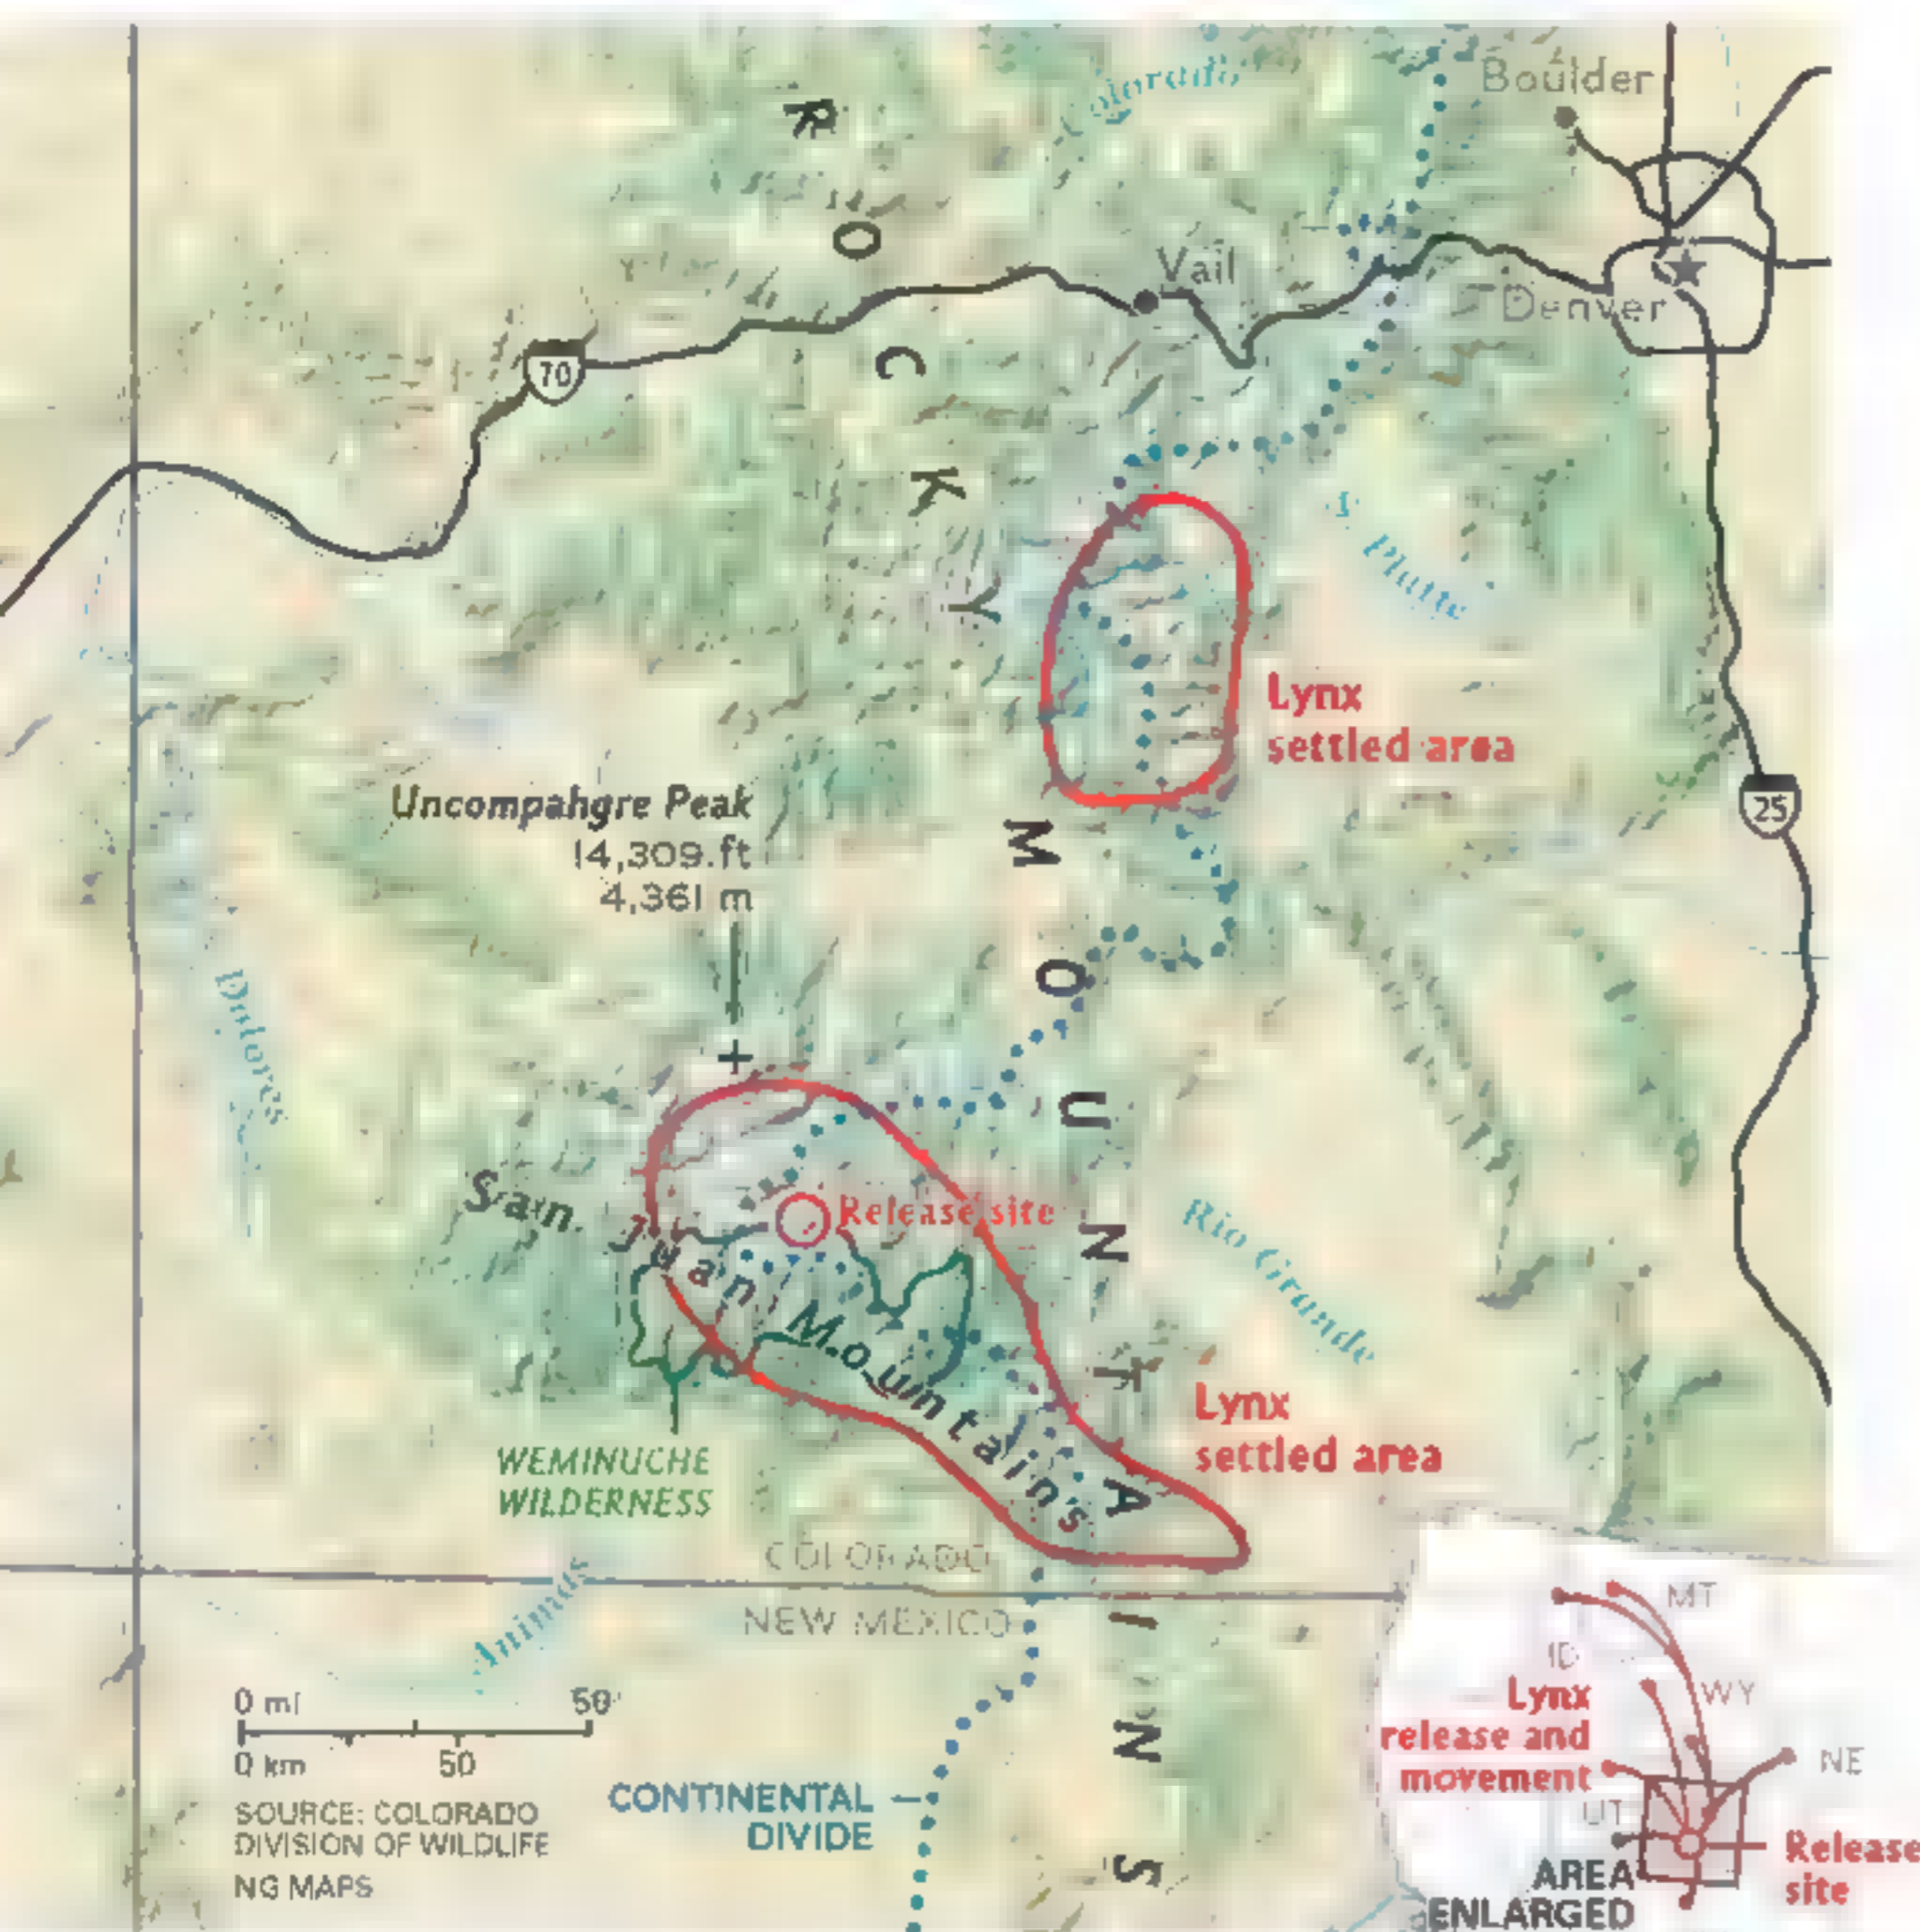 Boulder
Colorado
Vail
Denver
70
ROCKY MOUNTAINS
S. Platte
Lynx
settled area
Uncompahgre Peak
14,309 ft
4,361 m
25
Dolores
San Juan Mountains
Release site
Rio Grande
Lynx
settled area
WEMINUCHE
WILDERNESS
COLORADO
NEW MEXICO
Animas
0 mi 50
0 km 50
SOURCE: COLORADO
DIVISION OF WILDLIFE
NG MAPS
CONTINENTAL
DIVIDE
MT
ID
WY
Lynx
release and
movement
NE
UT
Release
site
AREA
ENLARGED